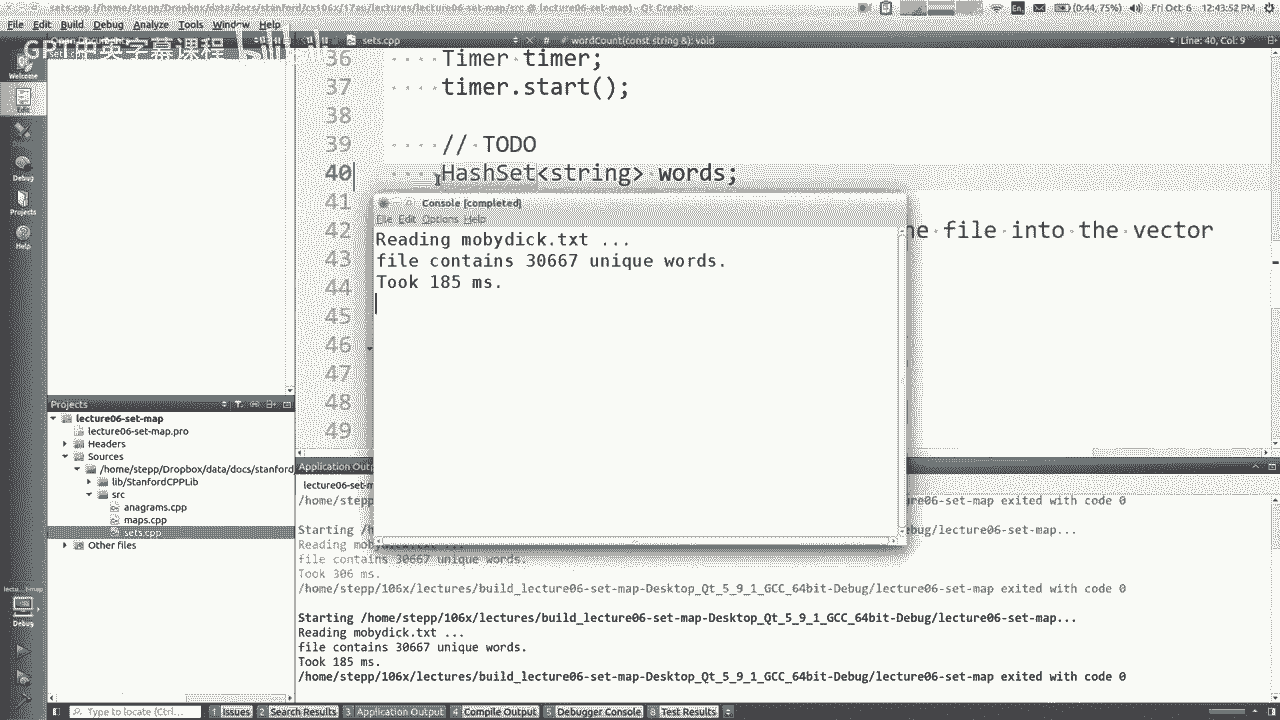 sets.cpp (~/Dropbox/data/docs/stanford/cs106x/17au/lectures/lecture06-set-map/src @ lecture06-set-map) - Qt Creator
En
(0:44, 75%)
Fri Oct 6 12:43:52 PM
File Edit Build Debug Analyze Tools Window Help
GPT中英字幕课程
sets.cpp
wordCount(const string &): void
Line: 40, Col: 9
Welcome
Edit
Debug
Projects
Help
36 Timer timer;
37 timer.start();
38
39 // TODO
40 HashSet<string> words;
41
42 he file into the vector
43
44
45
46
47
48
49
Console [completed]
File Edit Options Help
Reading mobydick.txt ...
file contains 30667 unique words.
Took 185 ms.
Projects
lecture06-set-map
lecture06-set-map.pro
Headers
Sources
/home/stepp/Dropbox/data/docs/stanford
lib/StanfordCPPLib
src
anagrams.cpp
maps.cpp
sets.cpp
Other files
Debug
Application Outp
lecture06-set-m
/home/stepp/106x/lectures/build_lecture06-set-map-Desktop_Qt_5_9_1_GCC_64bit-Debug/lecture06-set-map exited with code 0
Starting /h
-Debug/lecture06-set-map...
Reading mobydick.txt ...
file contains 30667 unique words.
Took 306 ms.
/home/stepp/106x/lectures/build_lecture06-set-map-Desktop_Qt_5_9_1_GCC_64bit-Debug/lecture06-set-map exited with code 0
Starting /home/stepp/106x/lectures/build_lecture06-set-map-Desktop_Qt_5_9_1_GCC_64bit-Debug/lecture06-set-map...
Reading mobydick.txt ...
file contains 30667 unique words.
Took 185 ms.
/home/stepp/106x/lectures/build_lecture06-set-map-Desktop_Qt_5_9_1_GCC_64bit-Debug/lecture06-set-map exited with code 0
Type to locate (Ctrl...
1 Issues 2 Search Results 3 Application Output 4 Compile Output 5 Debugger Console 8 Test Results